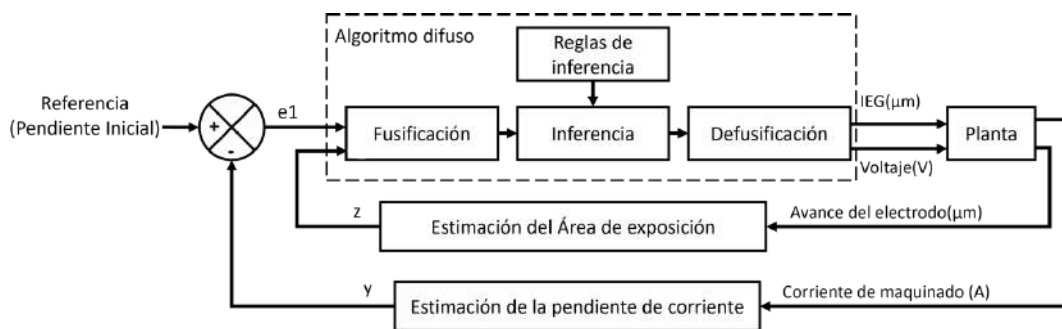 Algoritmo difuso
Reglas de
inferencia
Referencia
(Pendiente Inicial)
+
-
e1
Fusificación
Inferencia
Defusificación
IEG(µm)
Voltaje(V)
Planta
z
Estimación del Área de exposición
Avance del electrodo(µm)
y
Estimación de la pendiente de corriente
Corriente de maquinado (A)